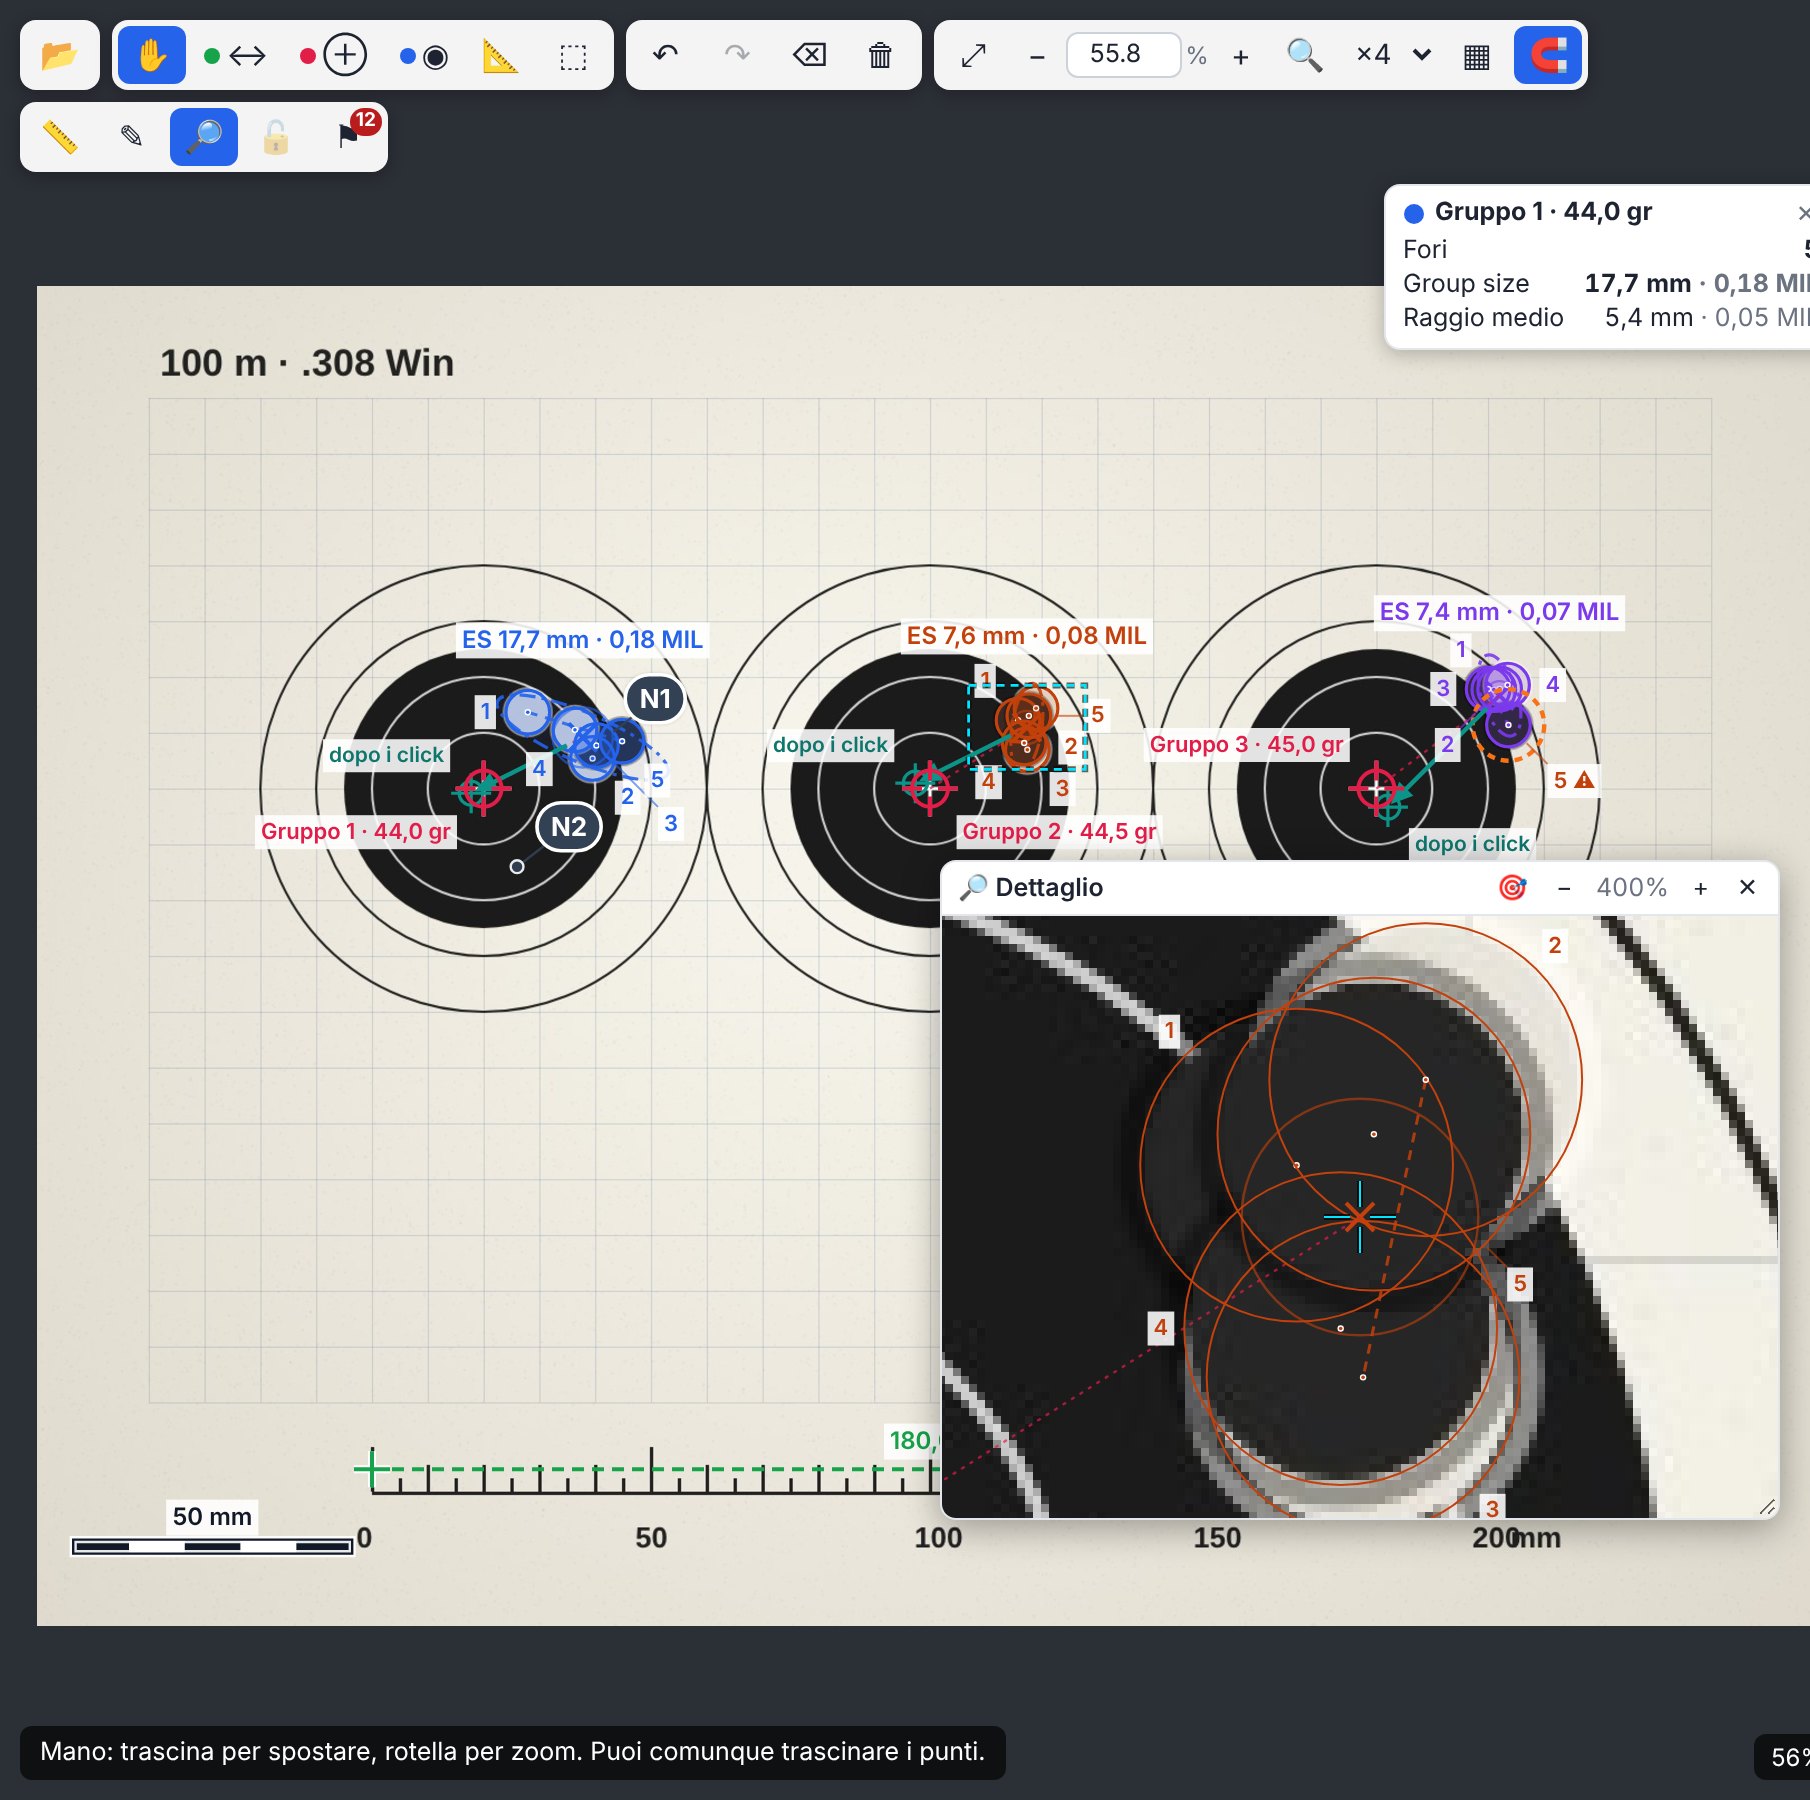 55.8 %
×4
12
Gruppo 1 · 44,0 gr
Fori
Group size 17,7 mm · 0,18
Raggio medio 5,4 mm · 0,05
100 m · .308 Win
ES 17,7 mm · 0,18 MIL
ES 7,6 mm · 0,08 MIL
ES 7,4 mm · 0,07 MIL
1
N1
4
5
2
3
N2
dopo i click
Gruppo 1 · 44,0 gr
1
5
2
4
3
dopo i click
Gruppo 2 · 44,5 gr
1
3
4
2
5
Gruppo 3 · 45,0 gr
dopo i click
Dettaglio
400%
2
1
5
4
3
50 mm
0
50
100
150
200
mm
Mano: trascina per spostare, rotella per zoom. Puoi comunque trascinare i punti.